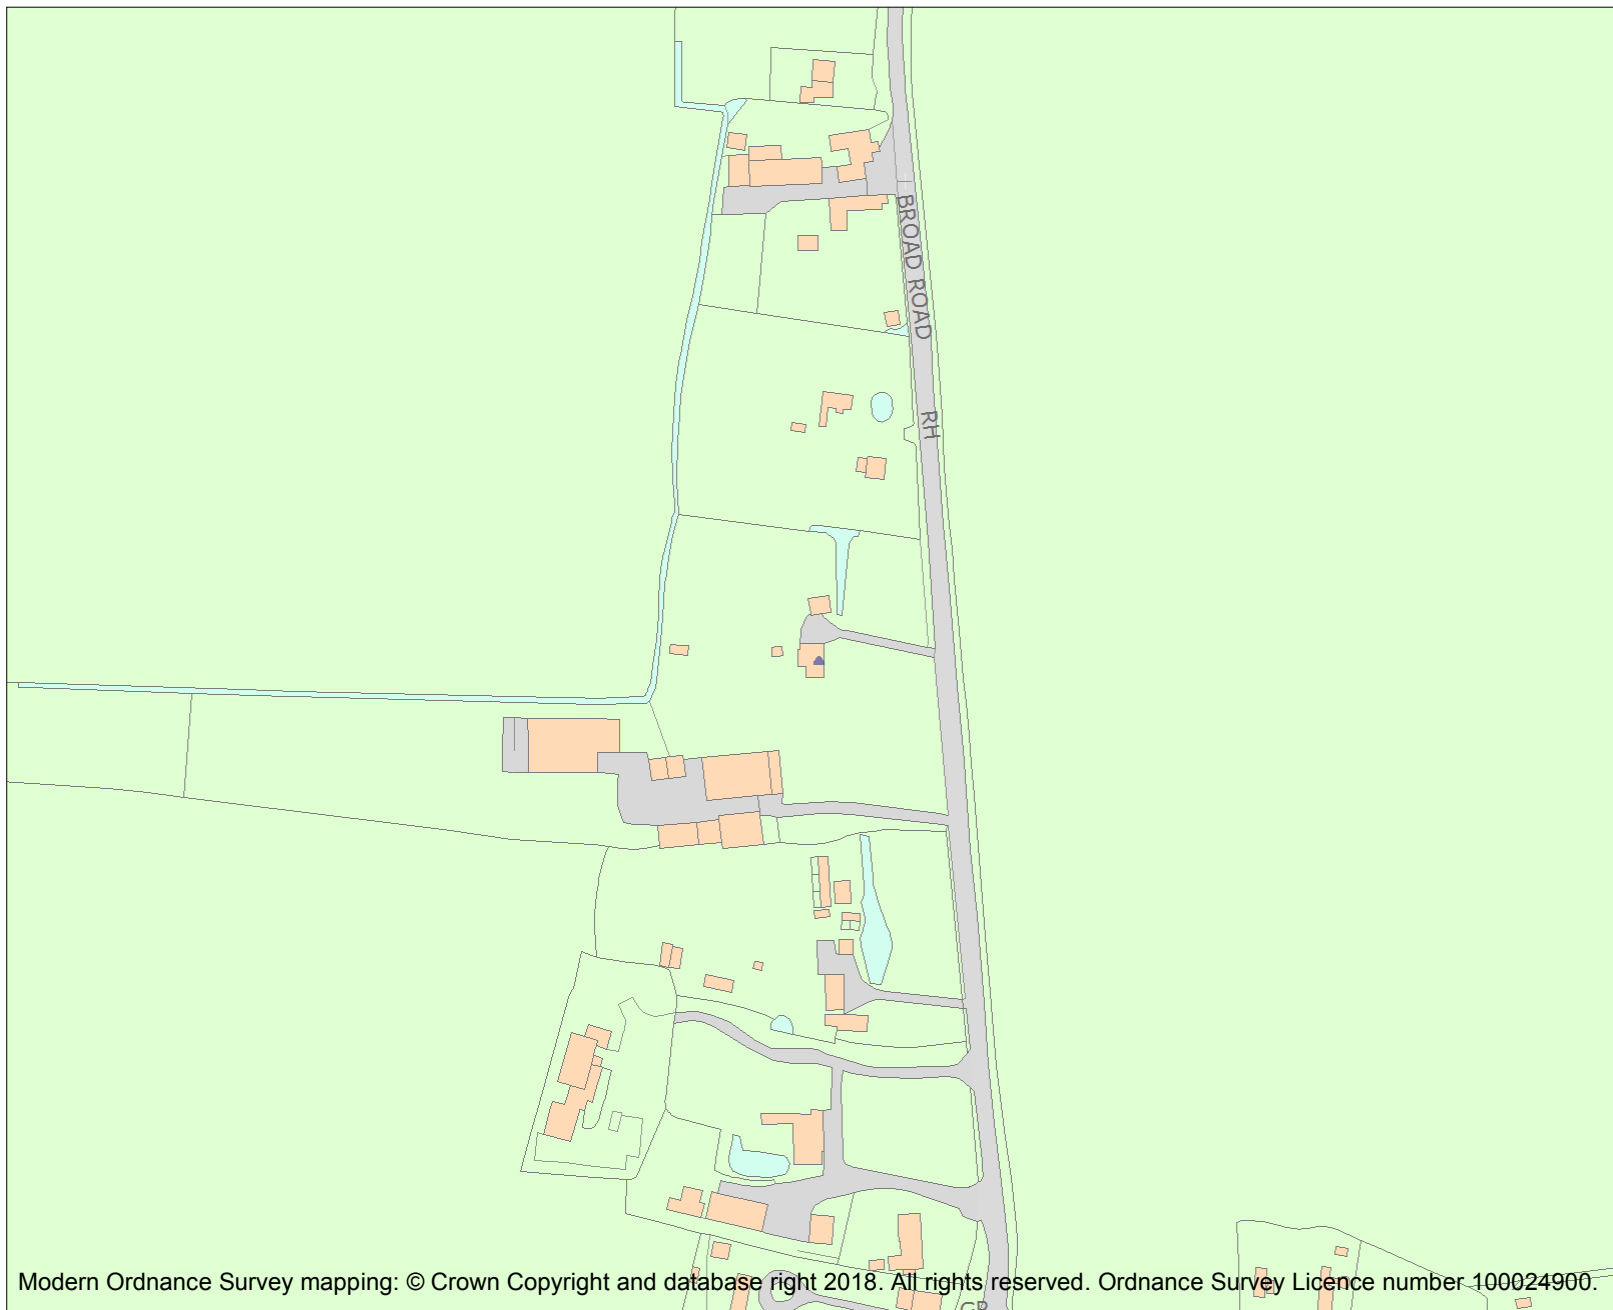 BROAD ROAD
RH
Modern Ordnance Survey mapping: © Crown Copyright and database right 2018. All rights reserved. Ordnance Survey Licence number 100024900.